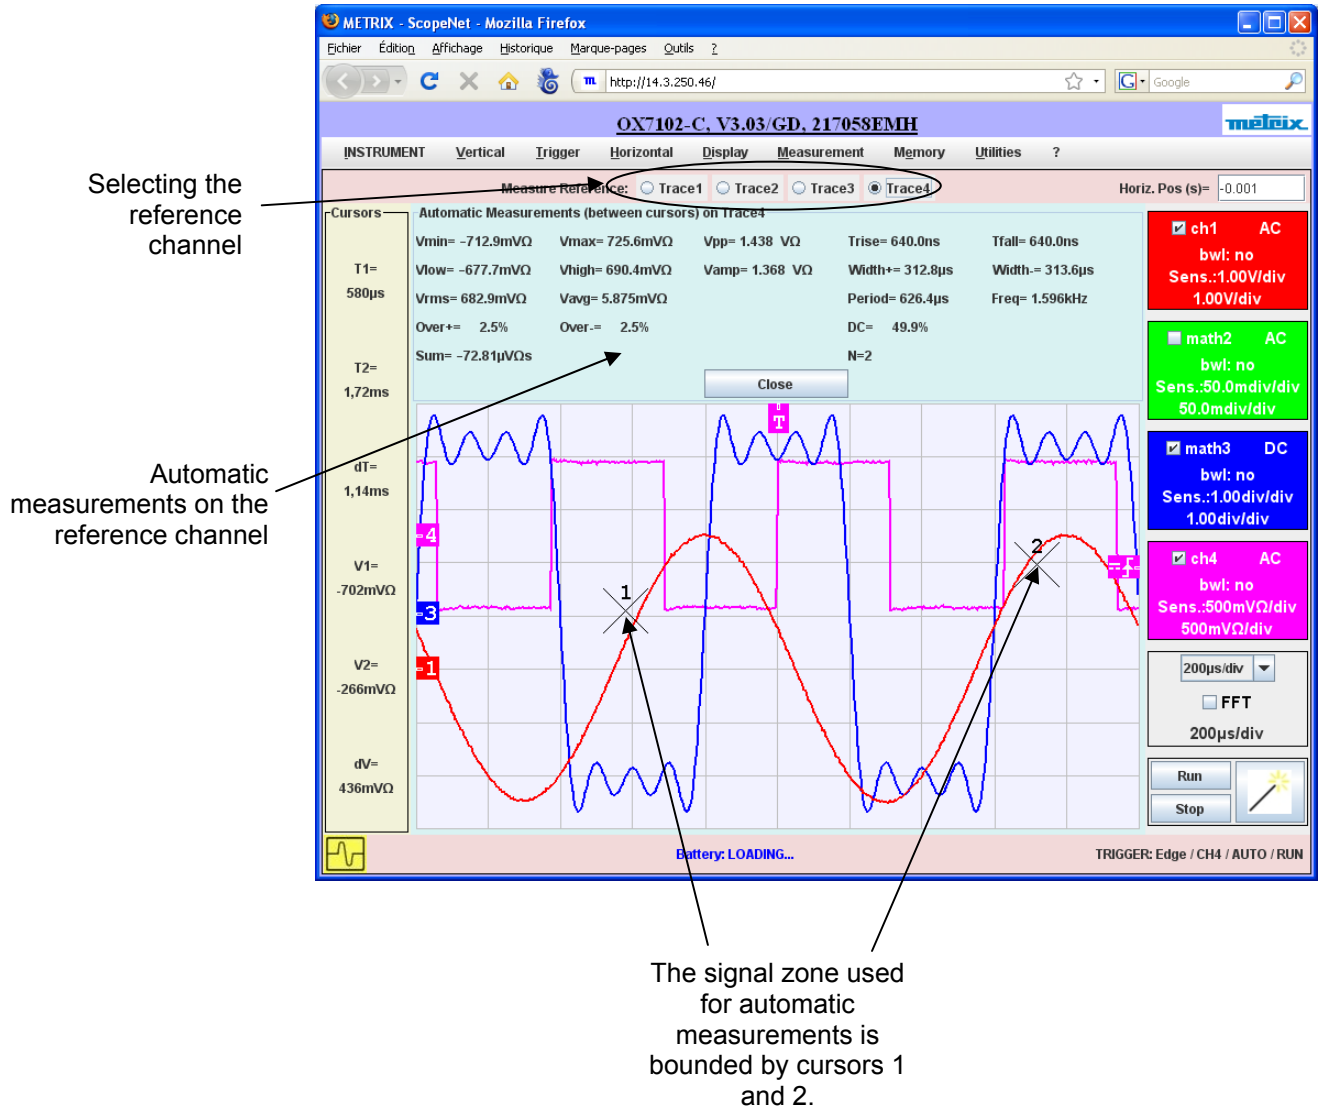 METRIX - ScopeNet - Mozilla Firefox
Fichier Édition Affichage Historique Marque-pages Outils ?
m. http://14.3.250.46/ G Google
OX7102-C, V3.03/GD, 217058EMH
metrix
INSTRUMENT Vertical Trigger Horizontal Display Measurement Memory Utilities ?
Measure Reference: Trace1 Trace2 Trace3 Trace4 Horiz. Pos (s)= -0.001
Selecting the
reference
channel
Cursors
T1=
580µs
T2=
1,72ms
dT=
1,14ms
V1=
-702mVΩ
V2=
-266mVΩ
dV=
436mVΩ
Automatic Measurements (between cursors) on Trace4
Vmin= -712.9mVΩ Vmax= 725.6mVΩ Vpp= 1.438 VΩ Trise= 640.0ns Tfall= 640.0ns
Vlow= -677.7mVΩ Vhigh= 690.4mVΩ Vamp= 1.368 VΩ Width+= 312.8µs Width-= 313.6µs
Vrms= 682.9mVΩ Vavg= 5.875mVΩ Period= 626.4µs Freq= 1.596kHz
Over+= 2.5% Over-= 2.5% DC= 49.9%
Sum= -72.81µVΩs N=2
Close
ch1 AC
bwl: no
Sens.:1.00V/div
1.00V/div
math2 AC
bwl: no
Sens.:50.0mdiv/div
50.0mdiv/div
math3 DC
bwl: no
Sens.:1.00div/div
1.00div/div
ch4 AC
bwl: no
Sens.:500mVΩ/div
500mVΩ/div
Automatic
measurements on the
reference channel
T
4
3
1
1
2
200µs/div
FFT
200µs/div
Run
Stop
Battery: LOADING...
TRIGGER: Edge / CH4 / AUTO / RUN
The signal zone used
for automatic
measurements is
bounded by cursors 1
and 2.